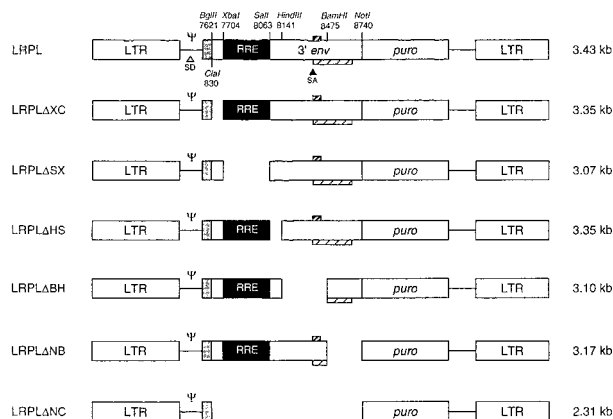 BglII XbaI SalI HindIII BamHI NotI
7621 7704 8063 8141 8475 8740
Ψ
LRPL LTR RRE 3' env puro LTR 3.43 kb
SD ClaI SA
830
Ψ
LRPLΔXC LTR RRE puro LTR 3.35 kb
Ψ
LRPLΔSX LTR puro LTR 3.07 kb
Ψ
LRPLΔHS LTR RRE puro LTR 3.35 kb
Ψ
LRPLΔBH LTR RRE puro LTR 3.10 kb
Ψ
LRPLΔNB LTR RRE puro LTR 3.17 kb
Ψ
LRPLΔNC LTR puro LTR 2.31 kb